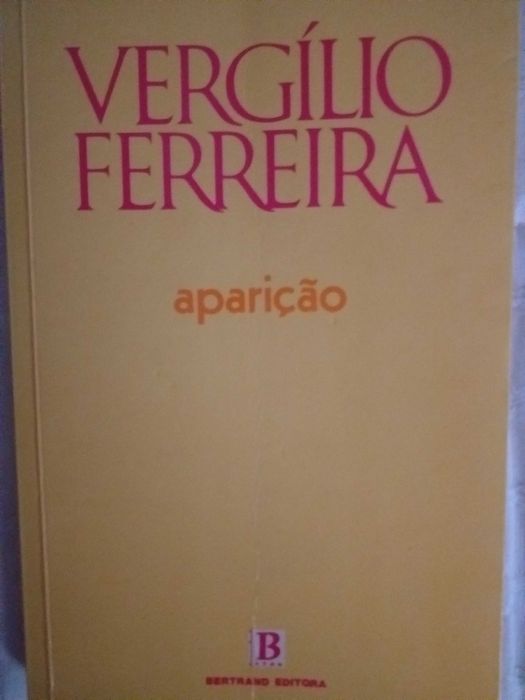 VERGÍLIO
FERREIRA
aparição
B
BERTRAND EDITORA